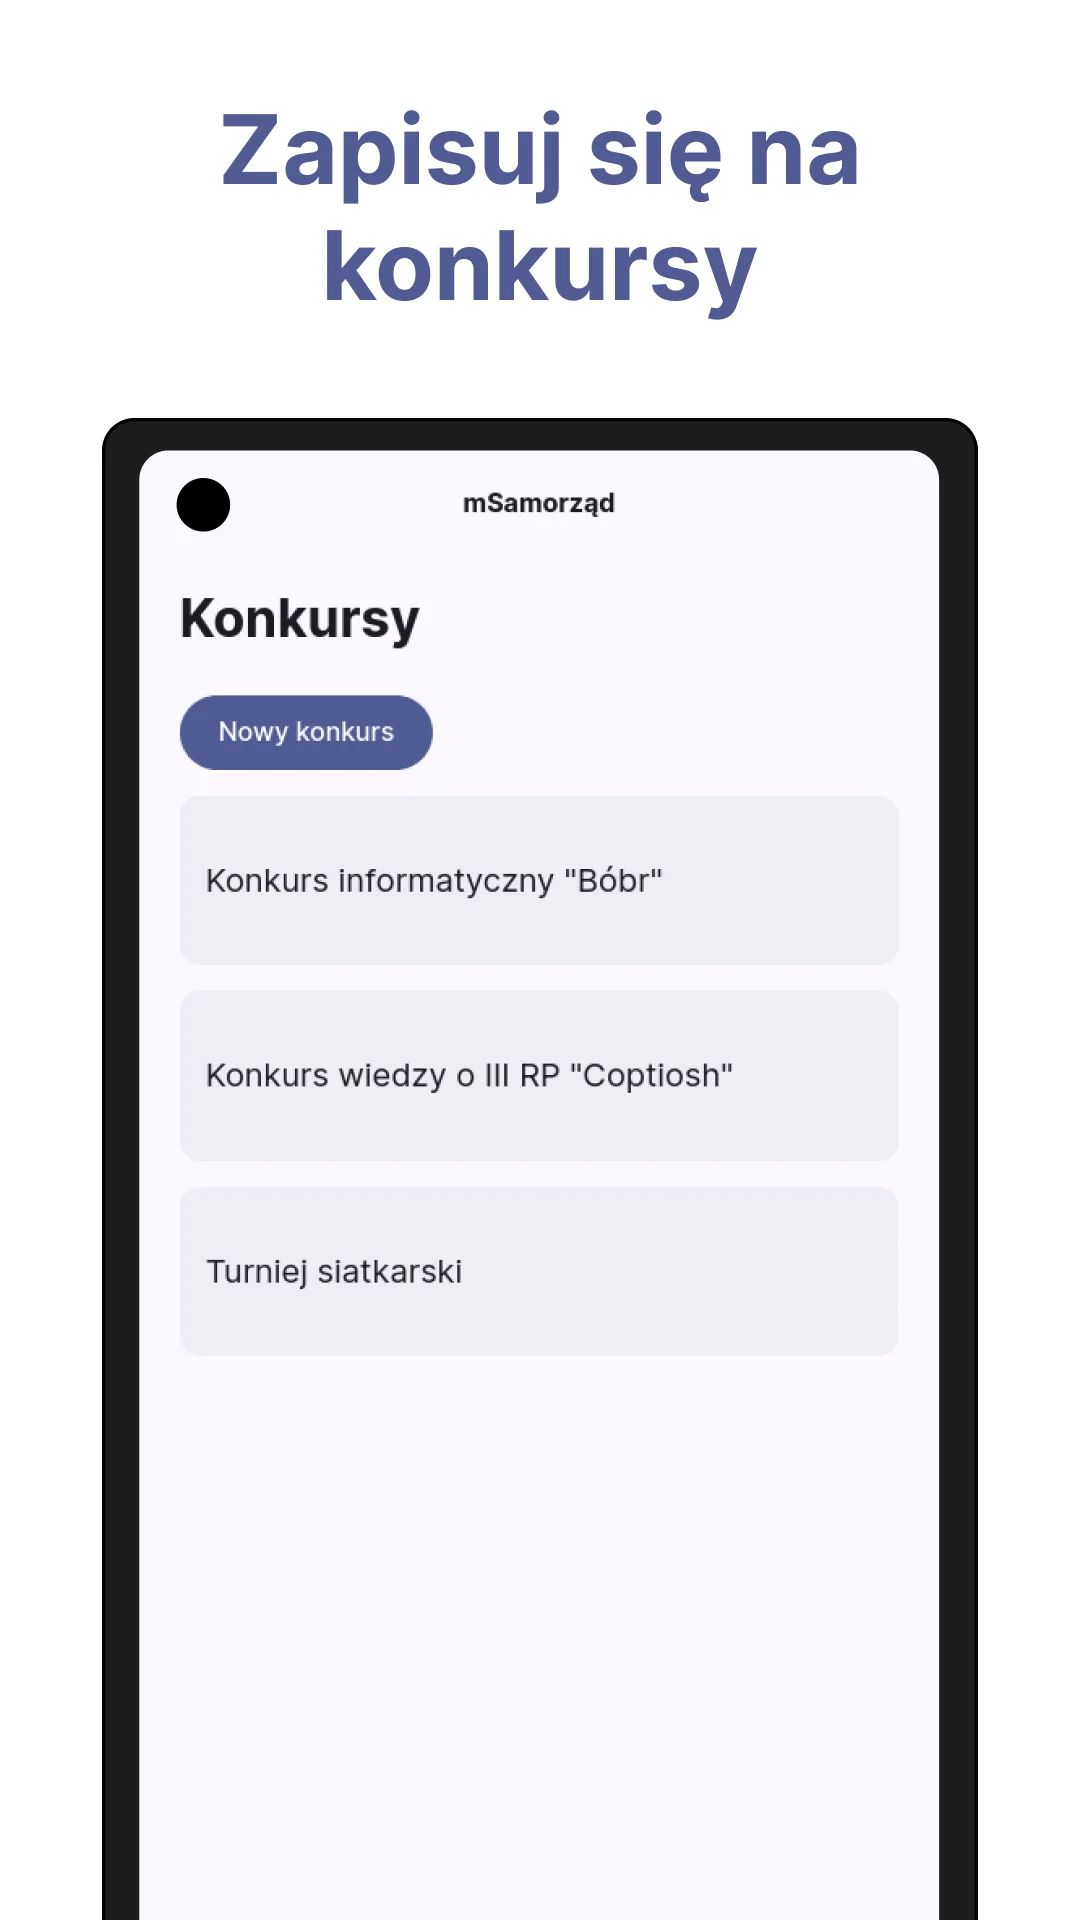 Zapisuj się na
konkursy
mSamorząd
Konkursy
Nowy konkurs
Konkurs informatyczny "Bóbr"
Konkurs wiedzy o III RP "Coptiosh"
Turniej siatkarski